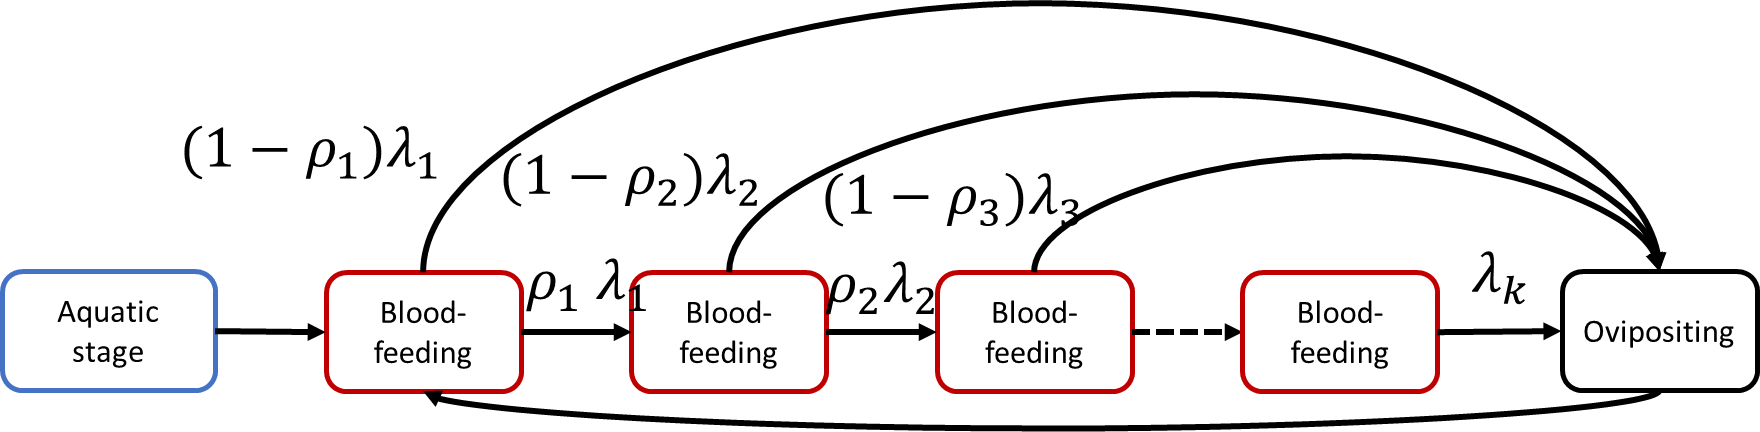 (1 − ρ₁)λ₁
(1 − ρ₂)λ₂
(1 − ρ₃)λ₃
Aquatic
stage
Blood-
feeding
ρ₁ λ₁
Blood-
feeding
ρ₂λ₂
Blood-
feeding
Blood-
feeding
λₖ
Ovipositing